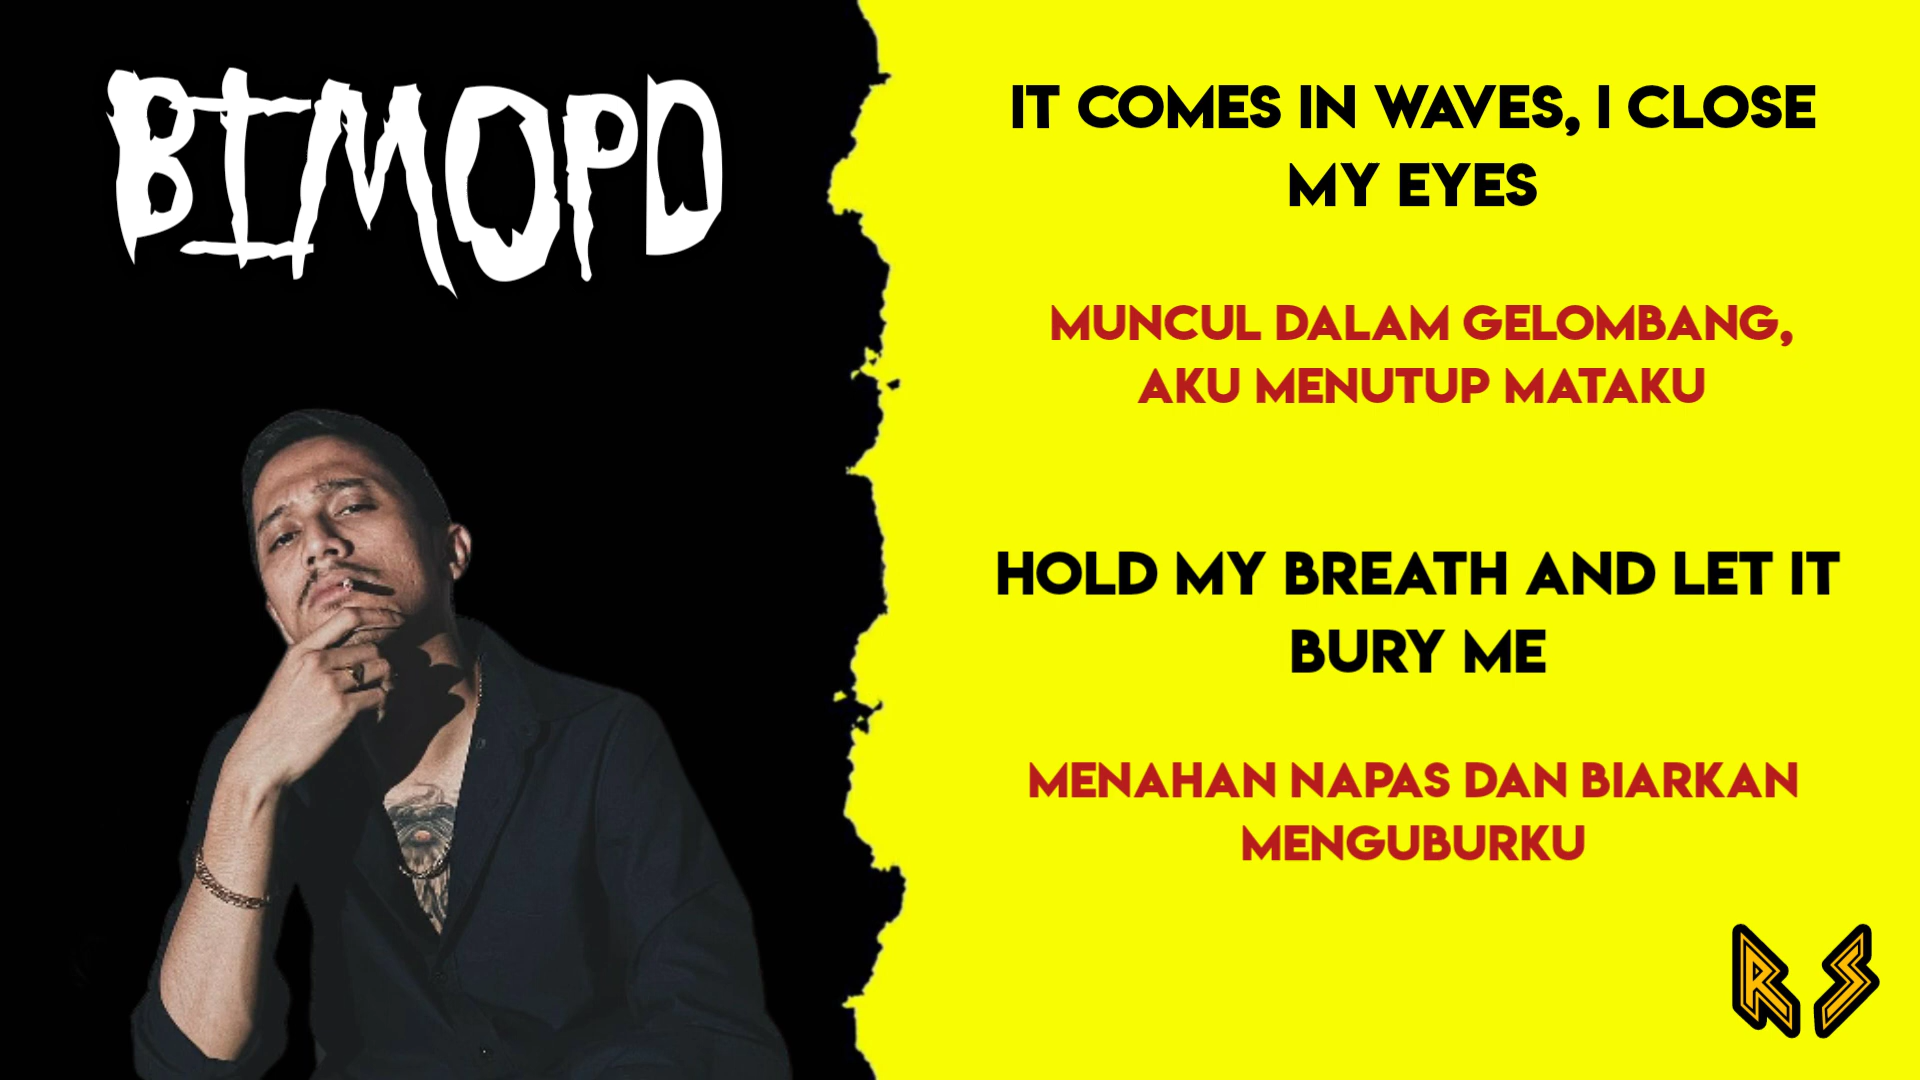 BIMOPD
IT COMES IN WAVES, I CLOSE
MY EYES
MUNCUL DALAM GELOMBANG,
AKU MENUTUP MATAKU
HOLD MY BREATH AND LET IT
BURY ME
MENAHAN NAPAS DAN BIARKAN
MENGUBURKU
RS